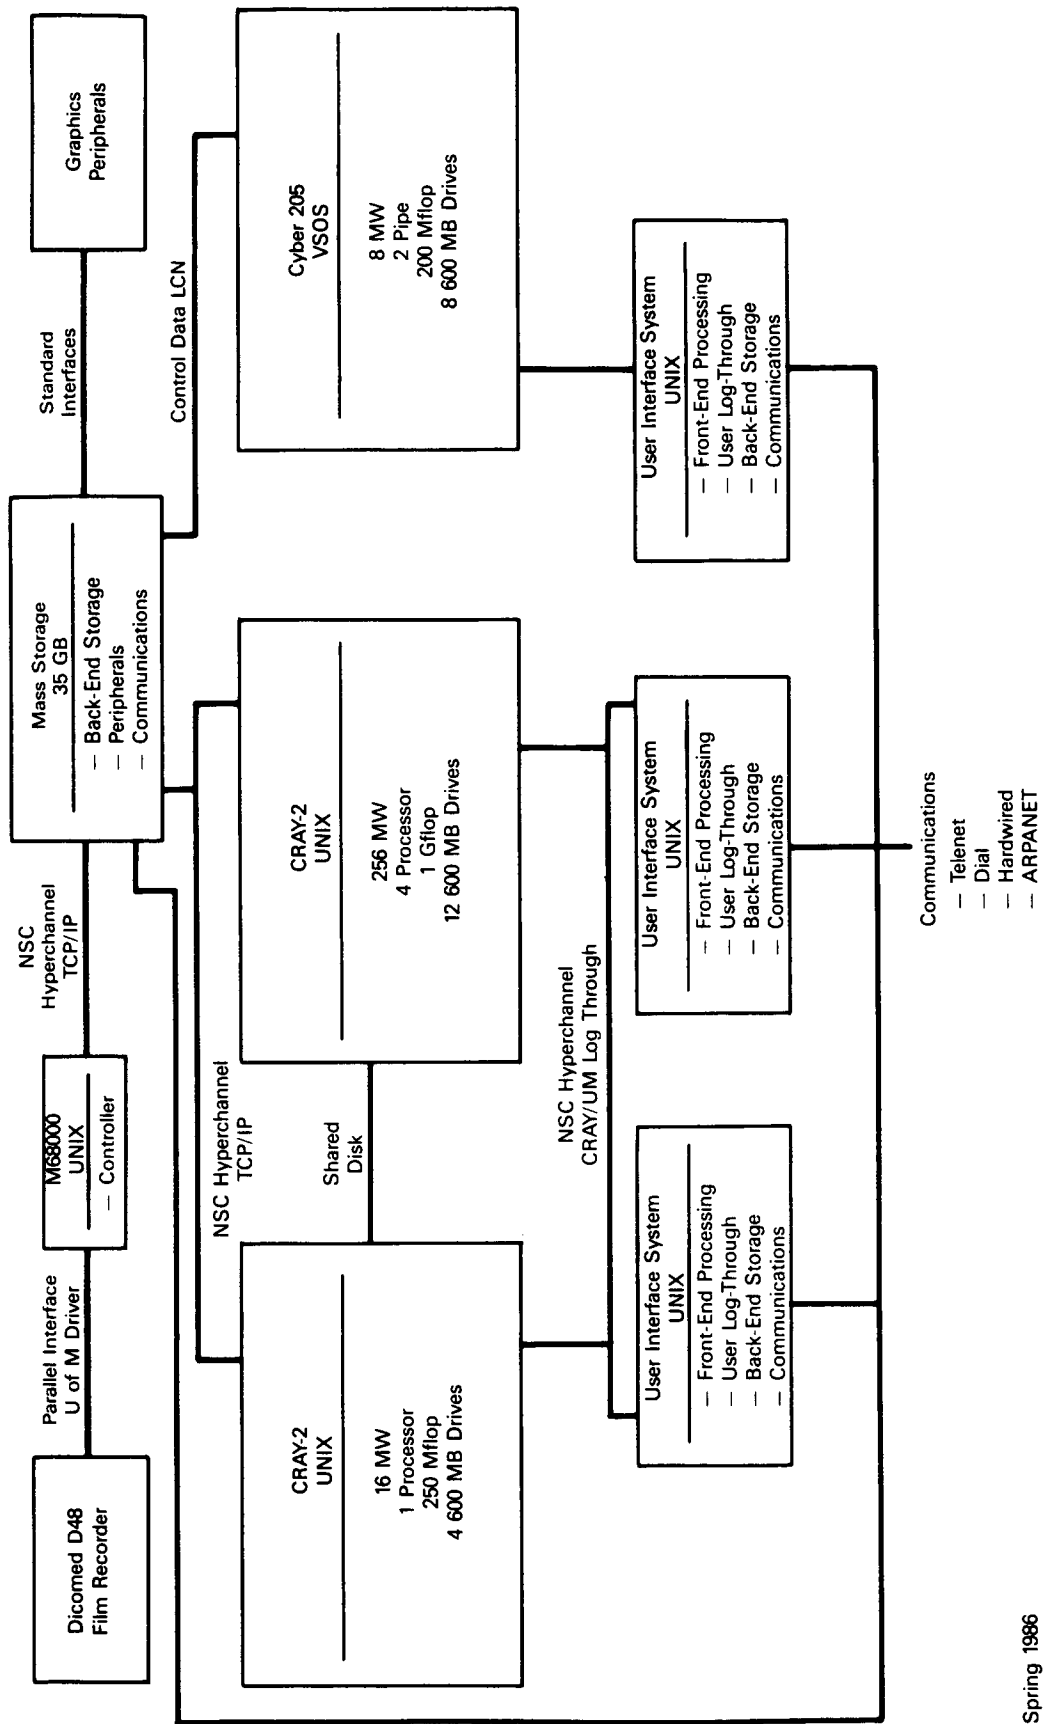 Dicomed D48
Film Recorder
Parallel Interface
U of M Driver
M68000
UNIX
— Controller
NSC
Hyperchannel
TCP/IP
Mass Storage
35 GB
— Back-End Storage
— Peripherals
— Communications
Standard
Interfaces
Graphics
Peripherals
NSC Hyperchannel
TCP/IP
Control Data LCN
CRAY-2
UNIX
16 MW
1 Processor
250 Mflop
4 600 MB Drives
Shared
Disk
CRAY-2
UNIX
256 MW
4 Processor
1 Gflop
12 600 MB Drives
Cyber 205
VSOS
8 MW
2 Pipe
200 Mflop
8 600 MB Drives
NSC Hyperchannel
CRAY/UM Log Through
User Interface System
UNIX
— Front-End Processing
— User Log-Through
— Back-End Storage
— Communications
User Interface System
UNIX
— Front-End Processing
— User Log-Through
— Back-End Storage
— Communications
User Interface System
UNIX
— Front-End Processing
— User Log-Through
— Back-End Storage
— Communications
Communications
— Telenet
— Dial
— Hardwired
— ARPANET
Spring 1986